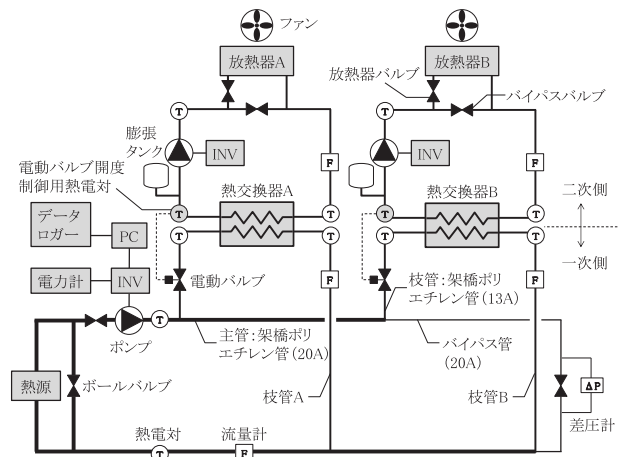 ファン
放熱器A
放熱器B
放熱器バルブ
バイパスバルブ
T
T
膨張
タンク
INV
INV
F
F
電動バルブ開度
制御用熱電対
熱交換器A
熱交換器B
二次側
一次側
T
T
T
T
T
T
T
T
データ
ロガー
PC
電力計
INV
電動バルブ
F
F
枝管:架橋ポリ
エチレン管(13A)
ポンプ
T
主管:架橋ポリ
エチレン管(20A)
バイパス管
(20A)
熱源
ボールバルブ
枝管A
枝管B
ΔP
差圧計
熱電対
流量計
T
F